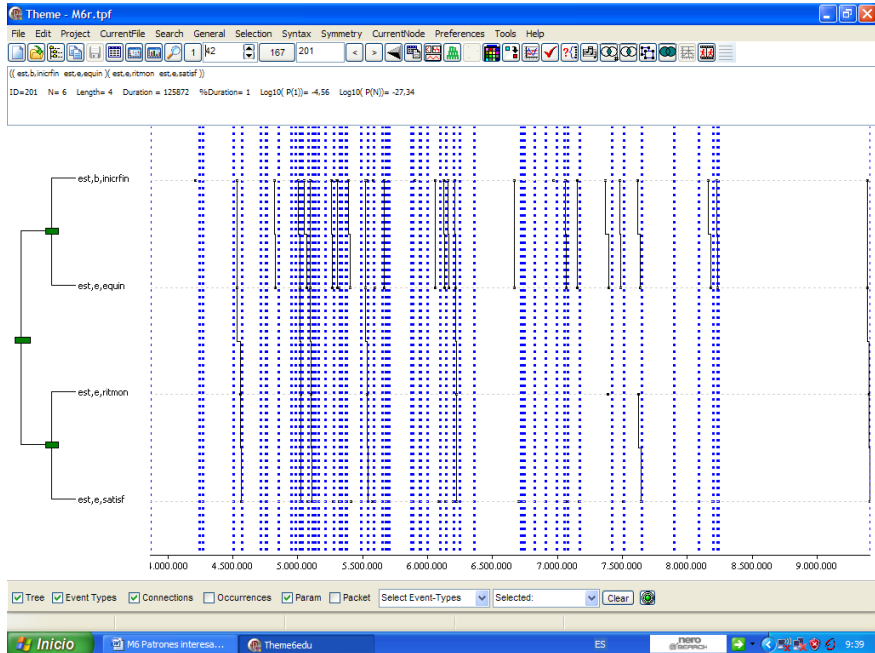 Theme - M6r.tpf
File Edit Project CurrentFile Search General Selection Syntax Symmetry CurrentNode Preferences Tools Help
1 42 167 201 < >
(( est,b,inicrfin est,e,equin )( est,e,ritmon est,e,satisf ))
ID=201 N= 6 Length= 4 Duration = 125872 %Duration= 1 Log10( P(1))= -4,56 Log10( P(N))= -27,34
est,b,inicrfin
est,e,equin
est,e,ritmon
est,e,satisf
4.500.000 5.000.000 5.500.000 6.000.000 6.500.000 7.000.000 7.500.000 8.000.000 8.500.000 9.000.000
Tree Event Types Connections Occurrences Param Packet Select Event-Types Selected: Clear
Inicio M6 Patrones interesa... Theme6edu ES nero SEARCH 9:39